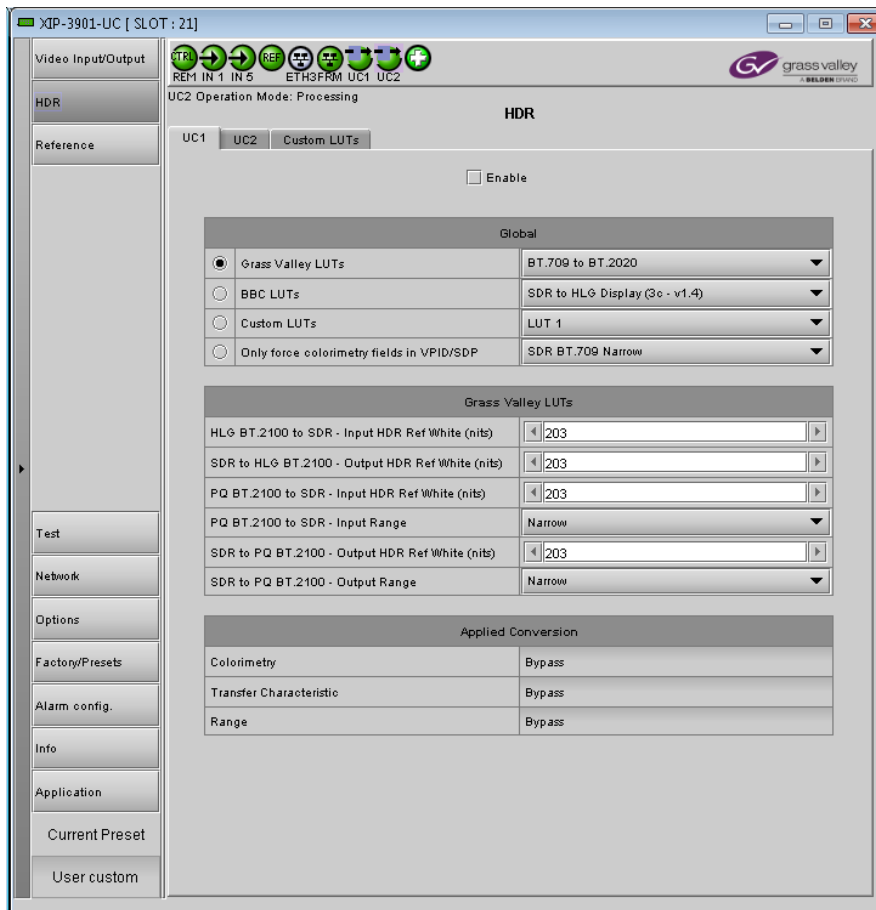 XIP-3901-UC [ SLOT : 21]
Video Input/Output
HDR
Reference
Test
Network
Options
Factory/Presets
Alarm config.
Info
Application
Current Preset
User custom
CTRL REF
REM IN 1 IN 5 ETH3FRM UC1 UC2
GV grass valley
A BELDEN BRAND
UC2 Operation Mode: Processing
HDR
UC1 UC2 Custom LUTs
Enable
Global
Grass Valley LUTs BT.709 to BT.2020
BBC LUTs SDR to HLG Display (3c - v1.4)
Custom LUTs LUT 1
Only force colorimetry fields in VPID/SDP SDR BT.709 Narrow
Grass Valley LUTs
HLG BT.2100 to SDR - Input HDR Ref White (nits) 203
SDR to HLG BT.2100 - Output HDR Ref White (nits) 203
PQ BT.2100 to SDR - Input HDR Ref White (nits) 203
PQ BT.2100 to SDR - Input Range Narrow
SDR to PQ BT.2100 - Output HDR Ref White (nits) 203
SDR to PQ BT.2100 - Output Range Narrow
Applied Conversion
Colorimetry Bypass
Transfer Characteristic Bypass
Range Bypass